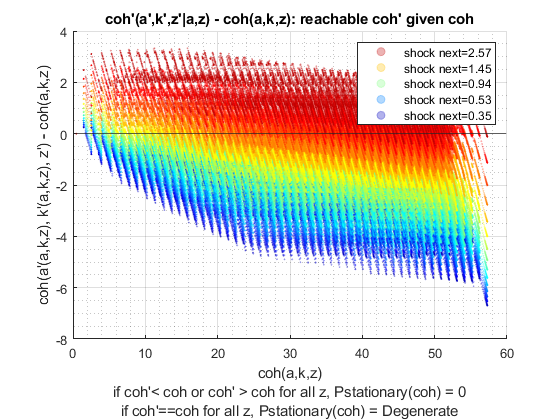 coh'(a',k',z'|a,z) - coh(a,k,z): reachable coh' given coh
4
2
0
-2
-4
-6
-8
coh(a'(a,k,z), k'(a,k,z), z') - coh(a,k,z)
shock next=2.57
shock next=1.45
shock next=0.94
shock next=0.53
shock next=0.35
0 10 20 30 40 50 60
coh(a,k,z)
if coh'< coh or coh' > coh for all z, Pstationary(coh) = 0
if coh'==coh for all z, Pstationary(coh) = Degenerate